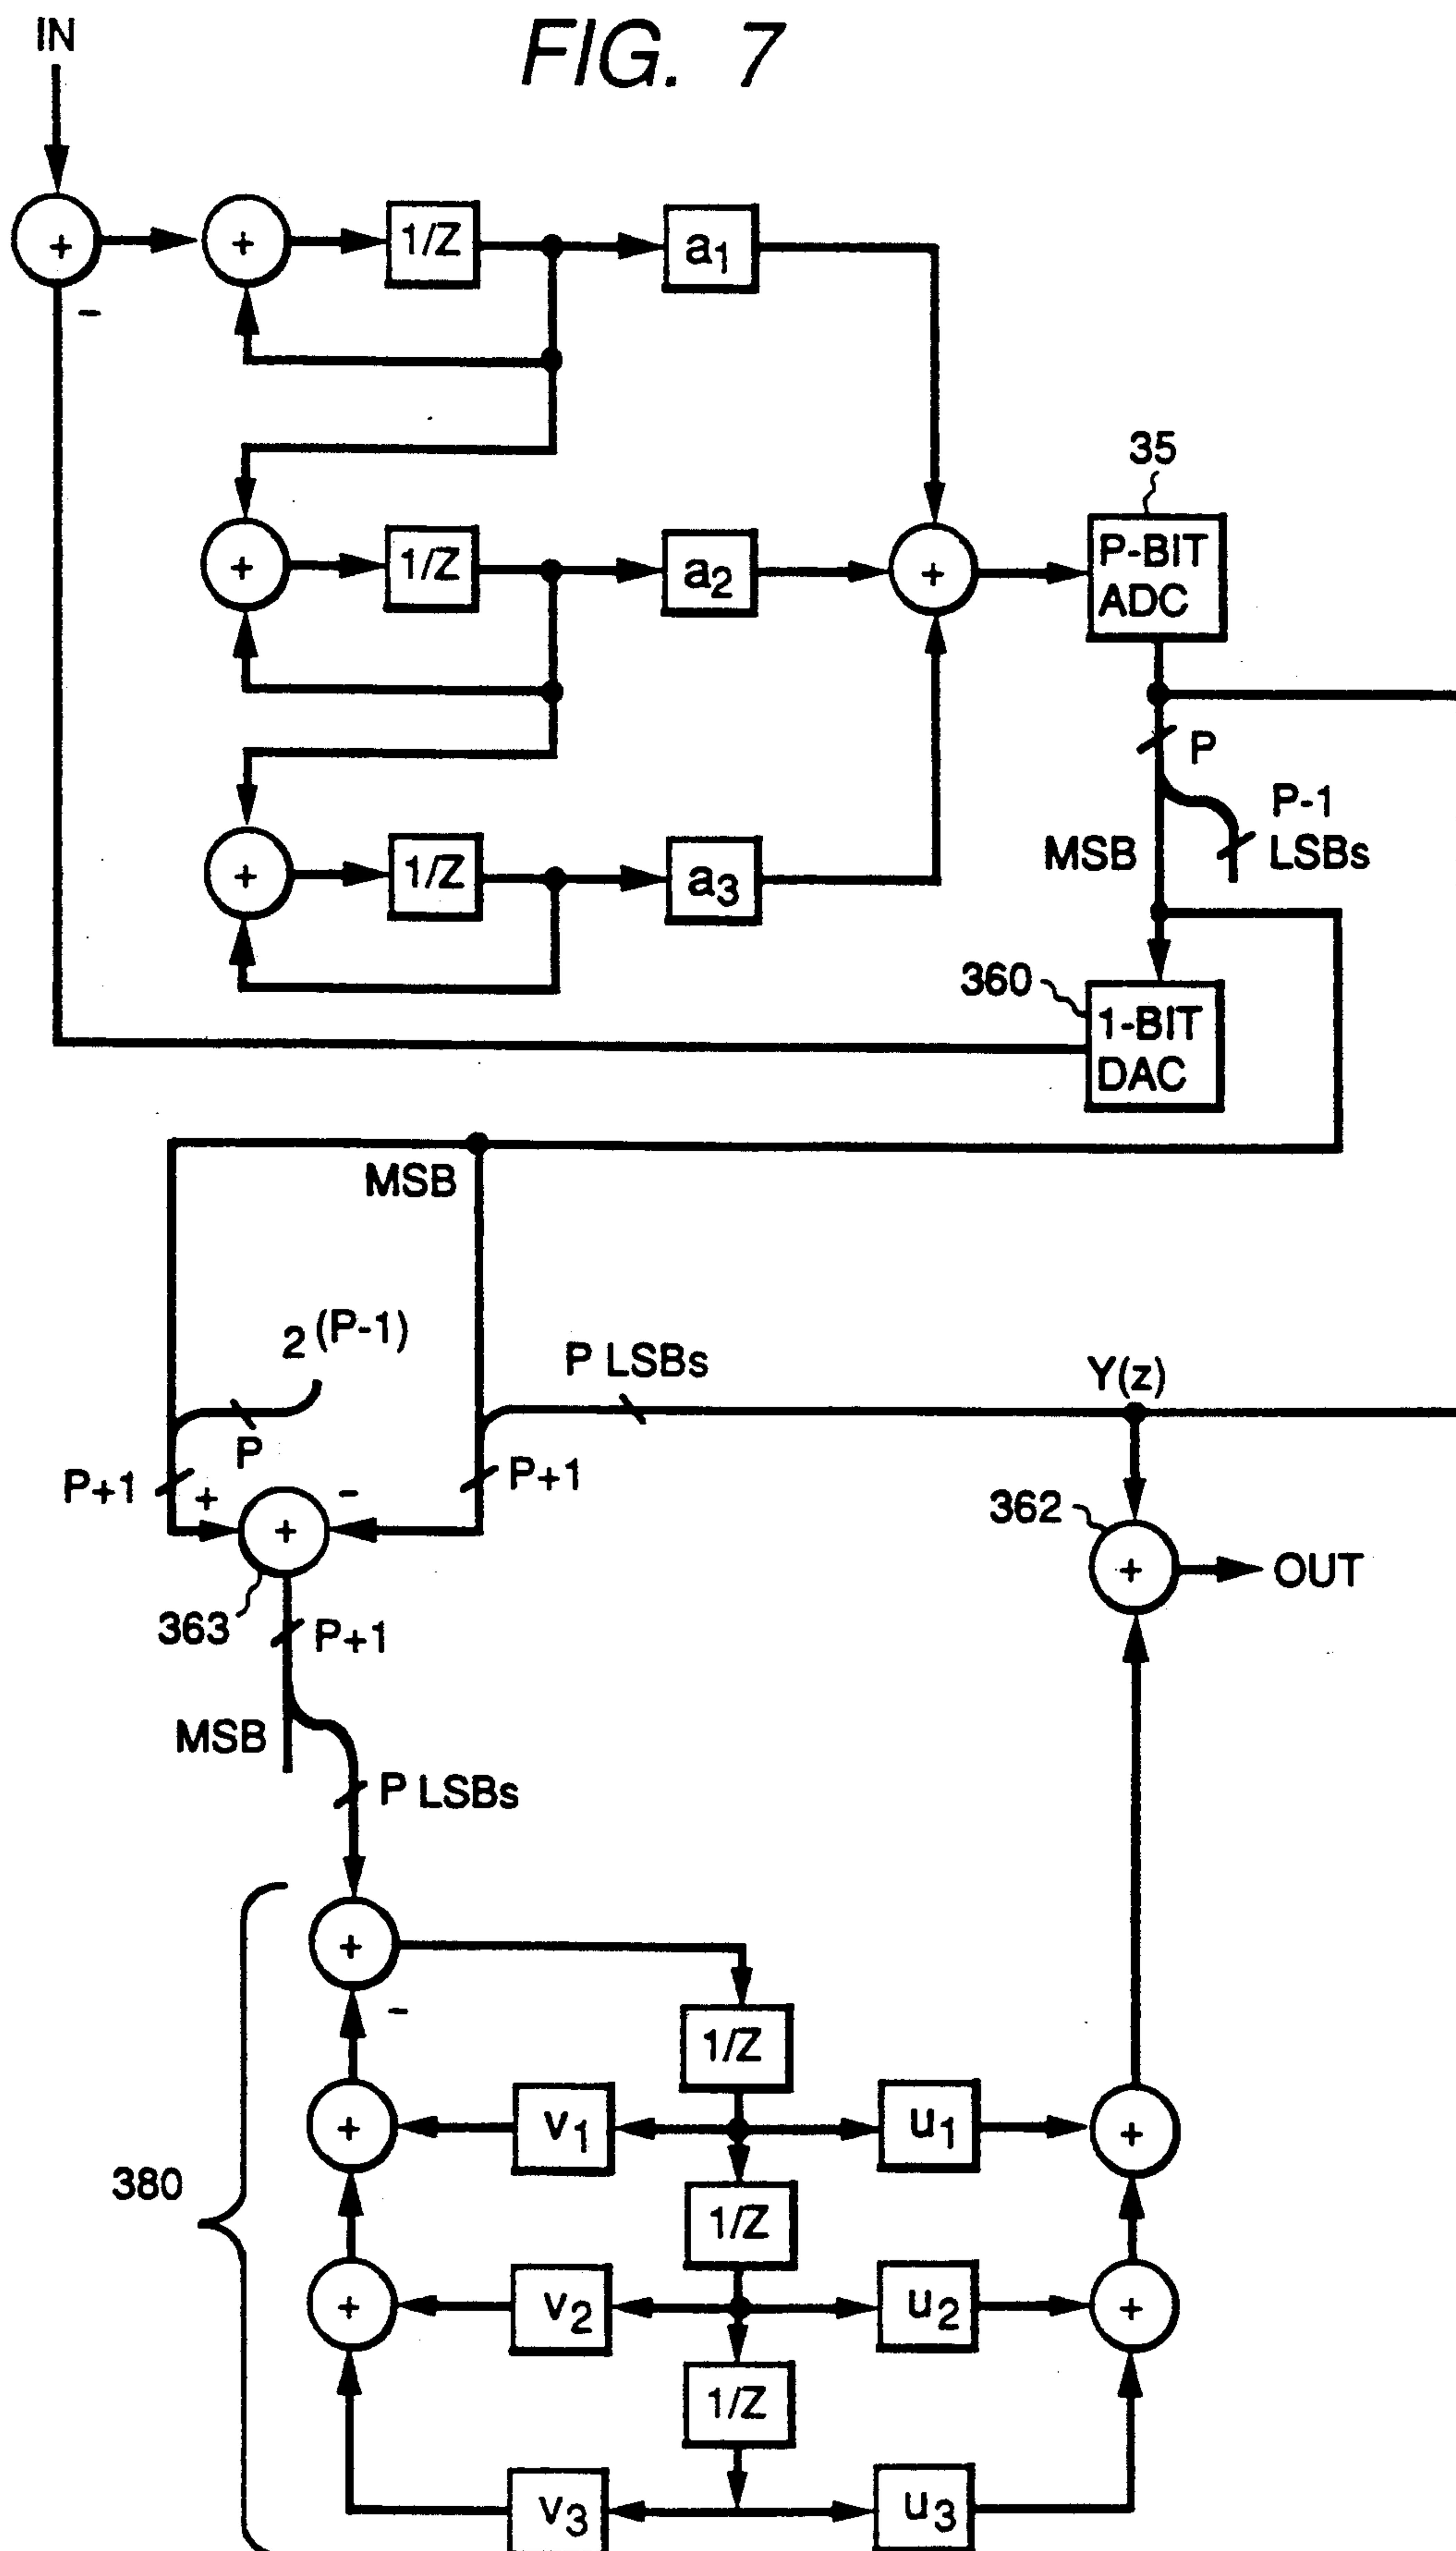 FIG. 7
IN
+
+
1/Z
a1
-
35
+
1/Z
a2
+
P-BIT
ADC
P
P-1
LSBs
MSB
+
1/Z
a3
360
1-BIT
DAC
MSB
2(P-1)
P LSBs
Y(z)
P
P+1
+
-
P+1
+
362
+
OUT
363
P+1
MSB
P LSBs
+
-
1/Z
+
v1
u1
+
380
1/Z
+
v2
u2
+
1/Z
v3
u3